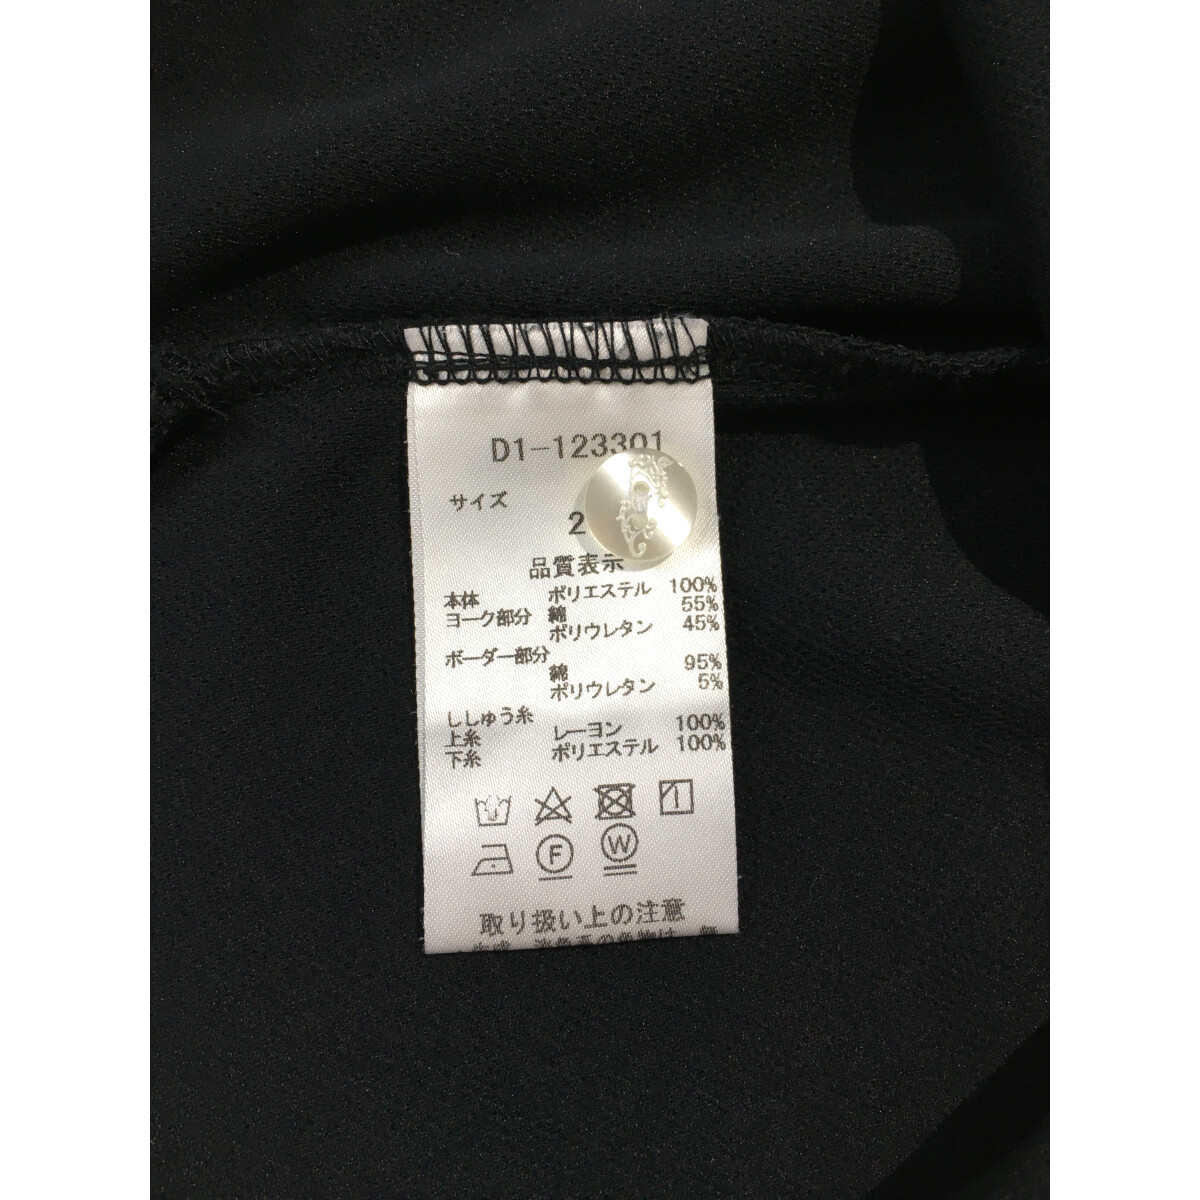 D1-123301
サイズ
2
品質表示
本体 ポリエステル 100%
ヨーク部分 綿 55%
ポリウレタン 45%
ボーダー部分
綿 95%
ポリウレタン 5%
ししゅう糸
上糸 レーヨン 100%
下糸 ポリエステル 100%
F W
取り扱い上の注意